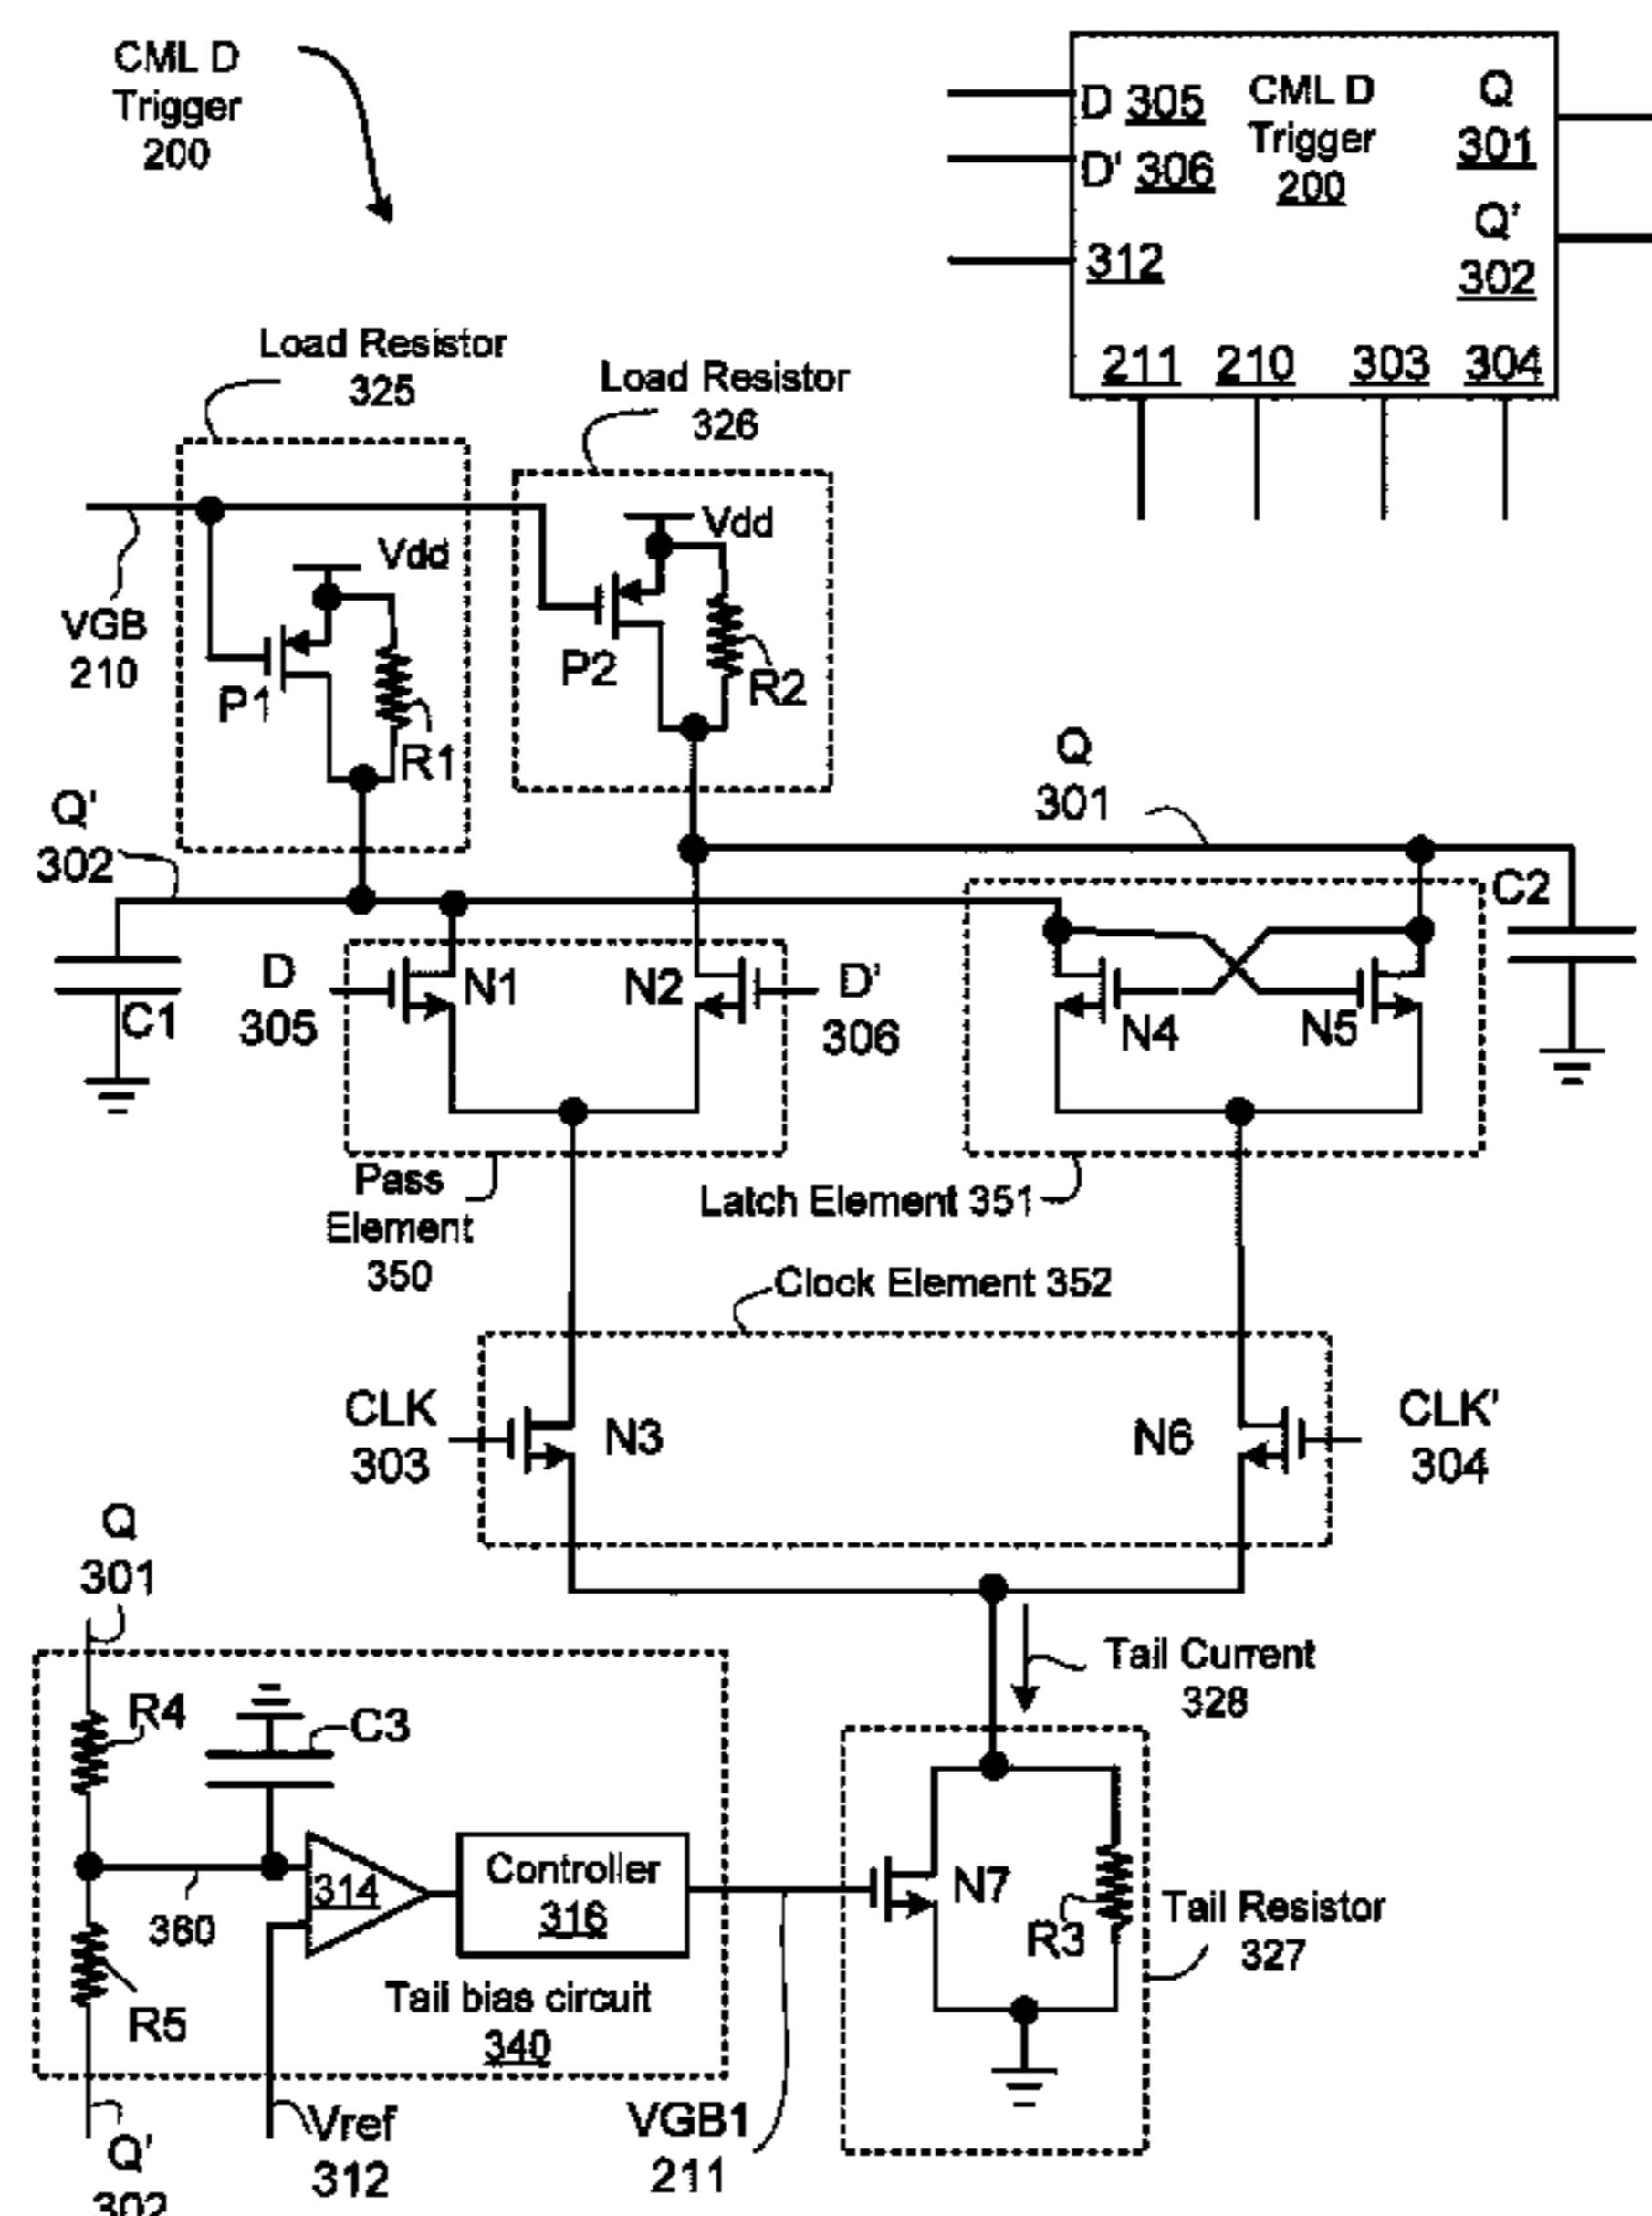 CML D
Trigger
200
D 305
D' 306
312
CML D
Trigger
200
Q
301
Q'
302
211 210 303 304
Load Resistor
325
Load Resistor
326
Vdd
Vdd
VGB
210
P1
R1
P2
R2
Q
301
Q'
302
C2
C1
D
305
N1
N2
D'
306
N4
N5
Pass
Element
350
Latch Element 351
Clock Element 352
CLK
303
N3
N6
CLK'
304
Q
301
Tail Current
328
R4
C3
314
Controller
316
360
R5
Tail bias circuit
340
N7
R3
Tail Resistor
327
Q'
302
Vref
312
VGB1
211